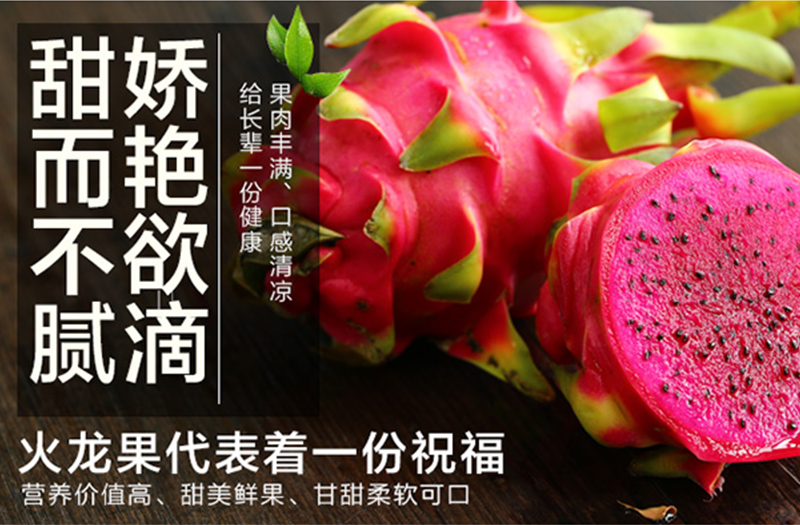 娇艳欲滴
甜而不腻
果肉丰满、口感清凉
给长辈一份健康
火龙果代表着一份祝福
营养价值高、甜美鲜果、甘甜柔软可口